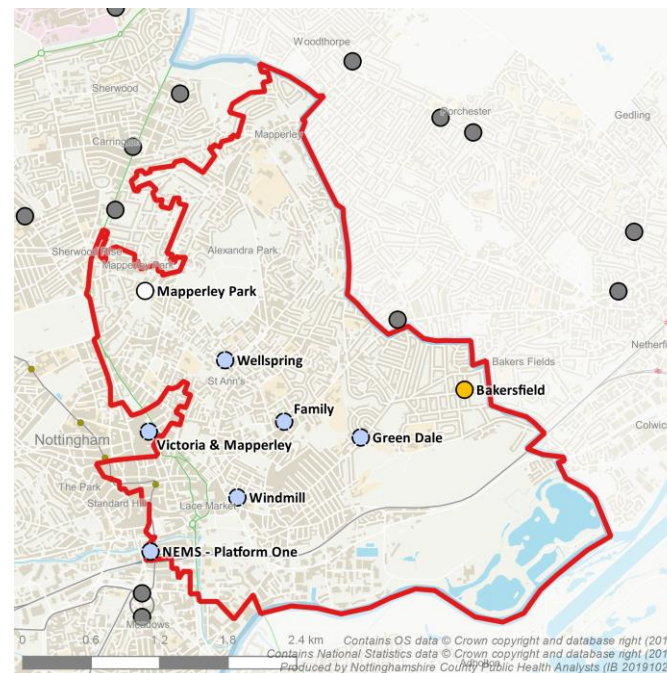 Woodthorpe
Sherwood
Porchester
Gedling
Carrington
Mapperley
Alexandra Park
Sherwood Rise
Mapperley Park
Mapperley Park
Netherfi
Bakers Fields
Wellspring
St Ann's
Bakersfield
Family
Colwic
Nottingham
Victoria & Mapperley
Green Dale
The Park
Standard Hill
Lace Market
Windmill
NEMS - Platform One
Meadows
0 0.6 1.2 1.8 2.4 km
Contains OS data © Crown copyright and database right (201
Contains National Statistics data © Crown copyright and database right (201
Adbolton
Produced by Nottinghamshire County Public Health Analysts (IB 2019102